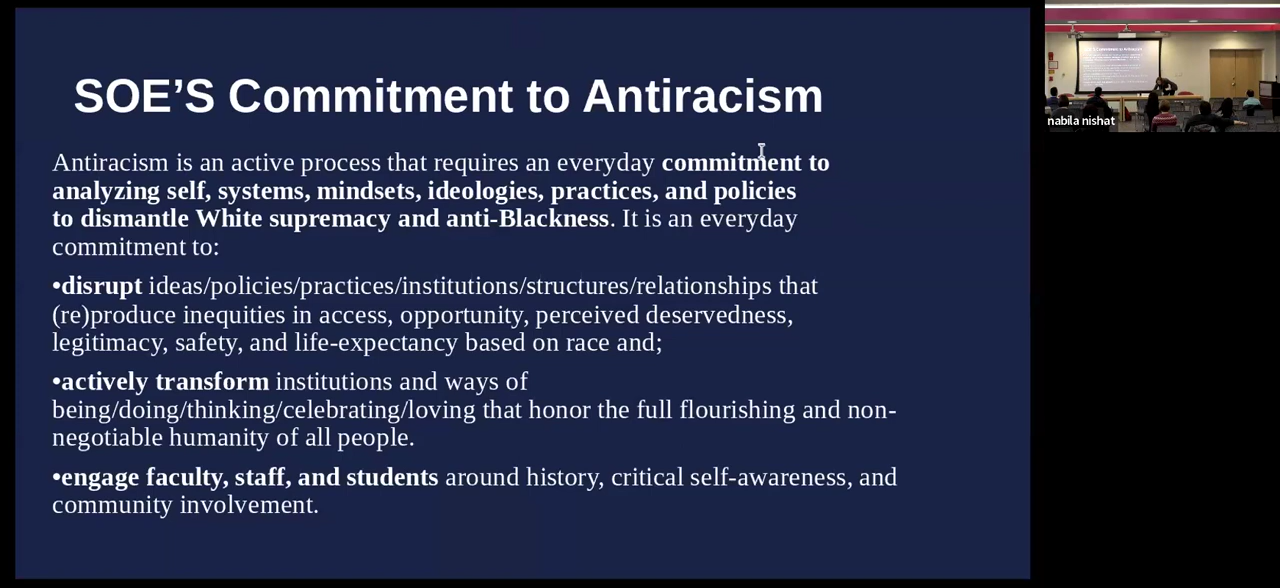 SOE'S Commitment to Antiracism
Antiracism is an active process that requires an everyday commitment to
analyzing self, systems, mindsets, ideologies, practices, and policies
to dismantle White supremacy and anti-Blackness. It is an everyday
commitment to:
•disrupt ideas/policies/practices/institutions/structures/relationships that
(re)produce inequities in access, opportunity, perceived deservedness,
legitimacy, safety, and life-expectancy based on race and;
•actively transform institutions and ways of
being/doing/thinking/celebrating/loving that honor the full flourishing and non-
negotiable humanity of all people.
•engage faculty, staff, and students around history, critical self-awareness, and
community involvement.
nabila nishat